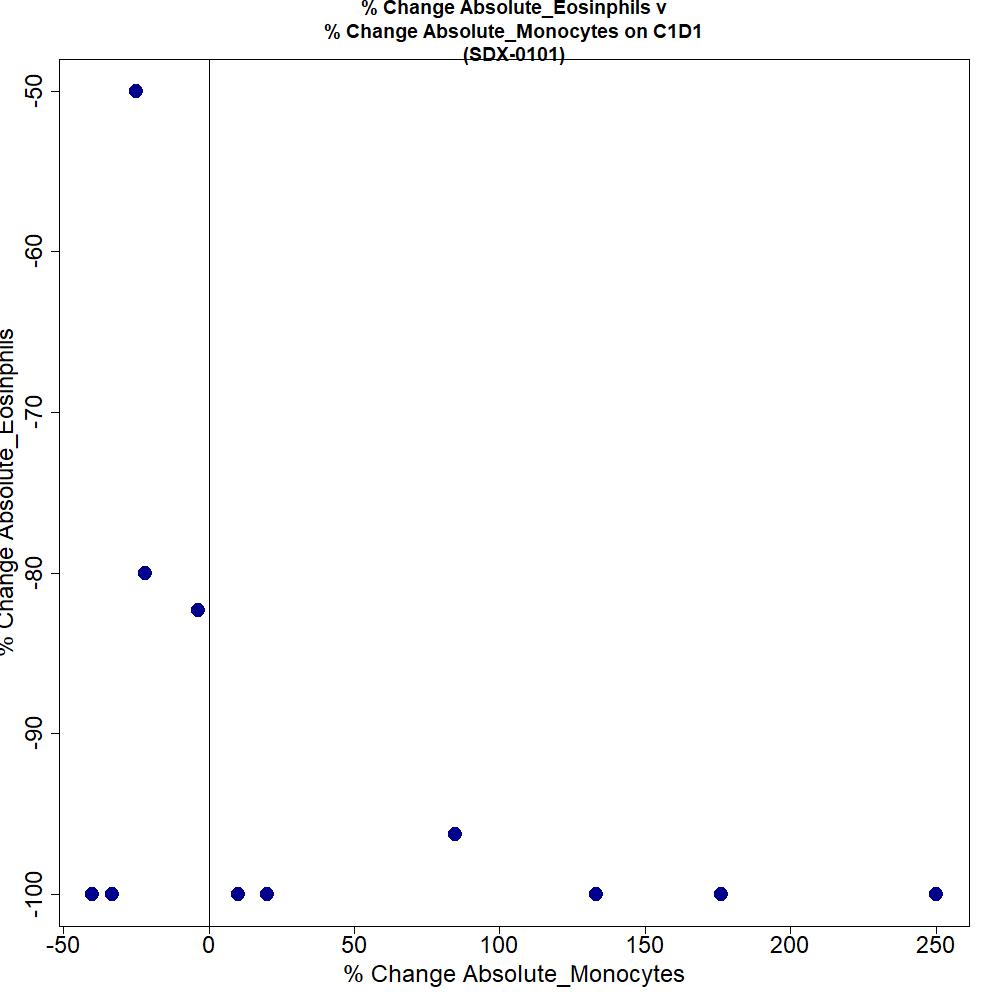 % Change Absolute_Eosinphils v
% Change Absolute_Monocytes on C1D1
(SDX-0101)
% Change Absolute_Eosinphils
-50
-60
-70
-80
-90
-100
-50 0 50 100 150 200 250
% Change Absolute_Monocytes